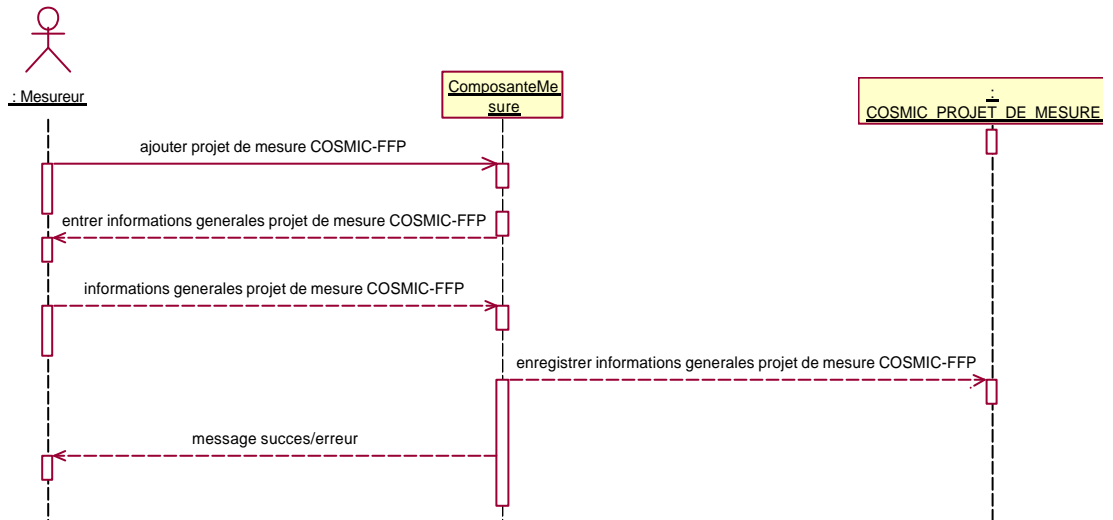 : Mesureur
ComposanteMe
sure
:
COSMIC_PROJET_DE_MESURE
ajouter projet de mesure COSMIC-FFP
entrer informations generales projet de mesure COSMIC-FFP
informations generales projet de mesure COSMIC-FFP
enregistrer informations generales projet de mesure COSMIC-FFP
message succes/erreur